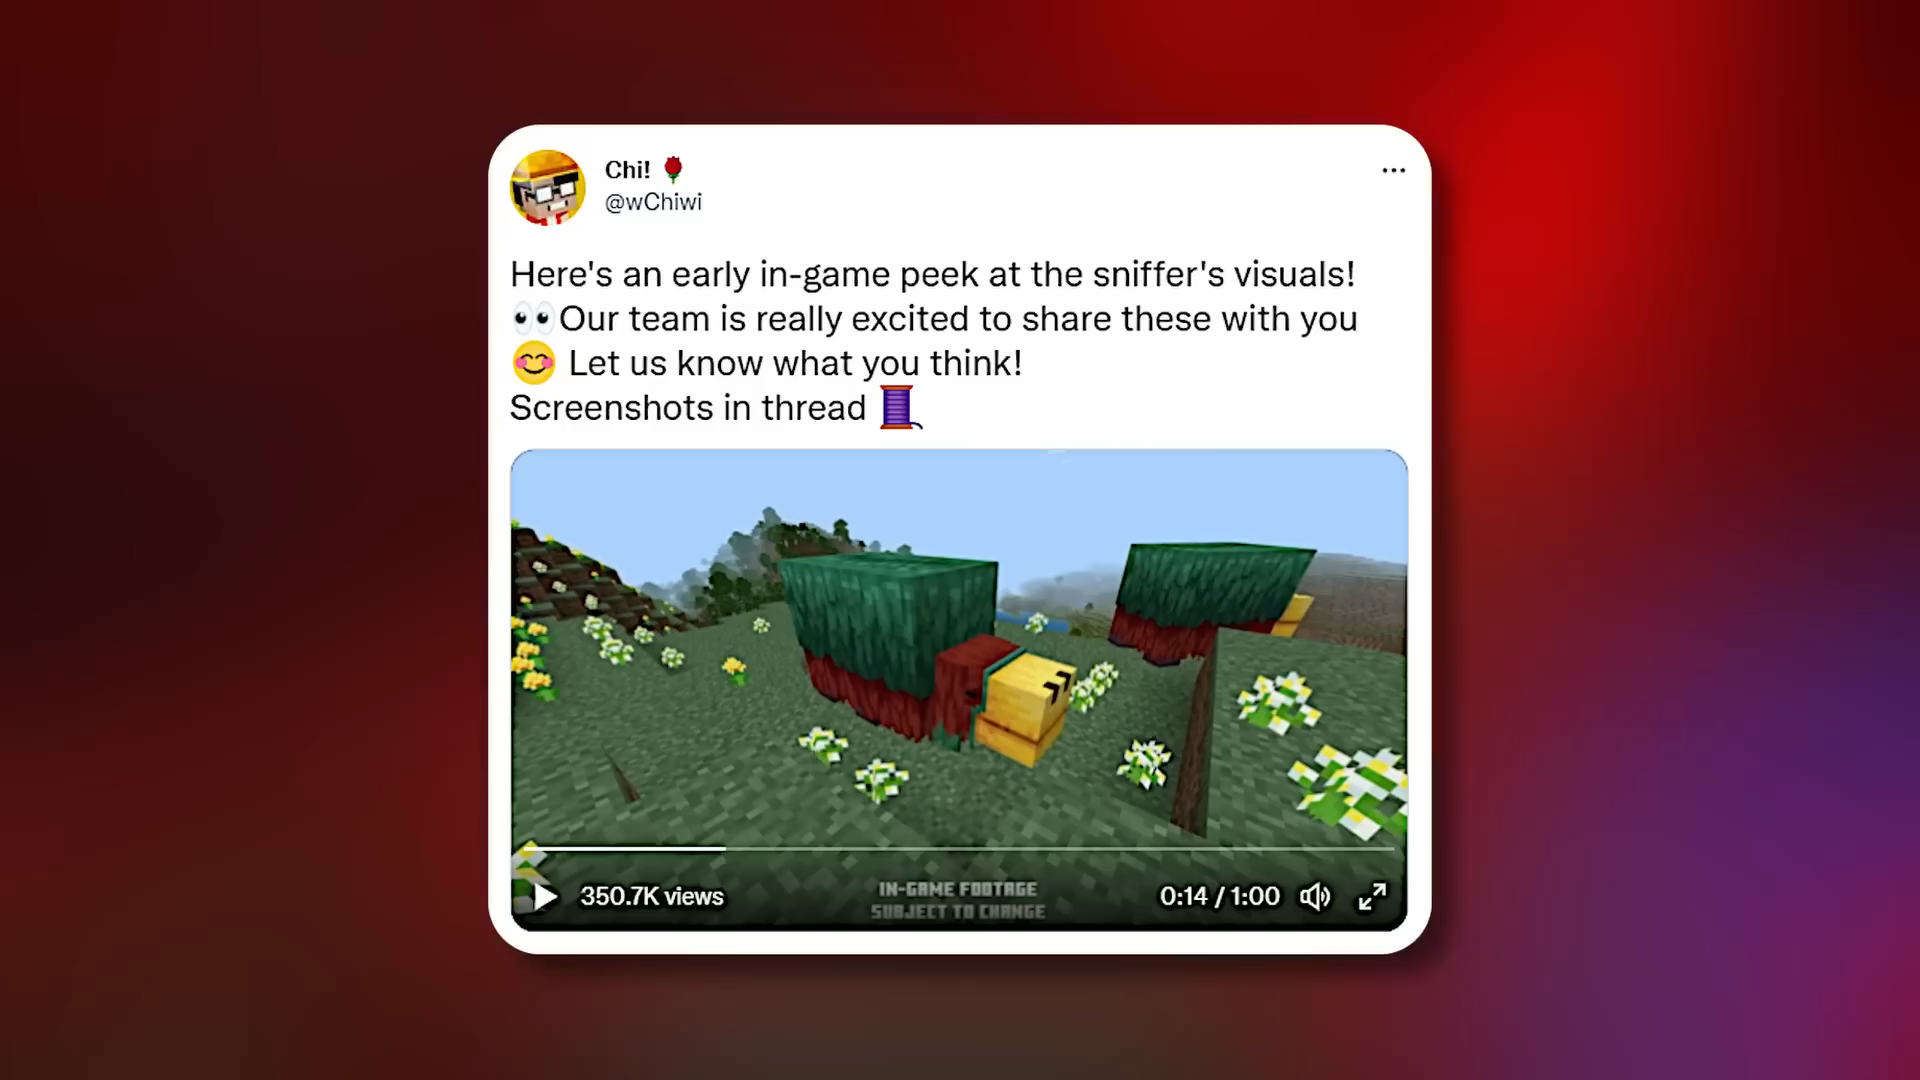 Chi! 🌹
@wChiwi
Here's an early in-game peek at the sniffer's visuals!
👀Our team is really excited to share these with you
😊 Let us know what you think!
Screenshots in thread 🧵
350.7K views
IN-GAME FOOTAGE
SUBJECT TO CHANGE
0:14 / 1:00